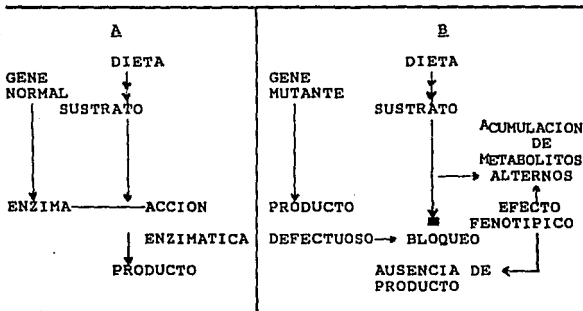 A
DIETA
GENE
NORMAL
SUSTRATO
ENZIMA
ACCION
ENZIMATICA
PRODUCTO
B
DIETA
GENE
MUTANTE
SUSTRATO
ACUMULACION
DE
METABOLITOS
ALTERNOS
PRODUCTO
DEFECTUOSO
BLOQUEO
EFECTO
FENOTIPICO
AUSENCIA DE
PRODUCTO